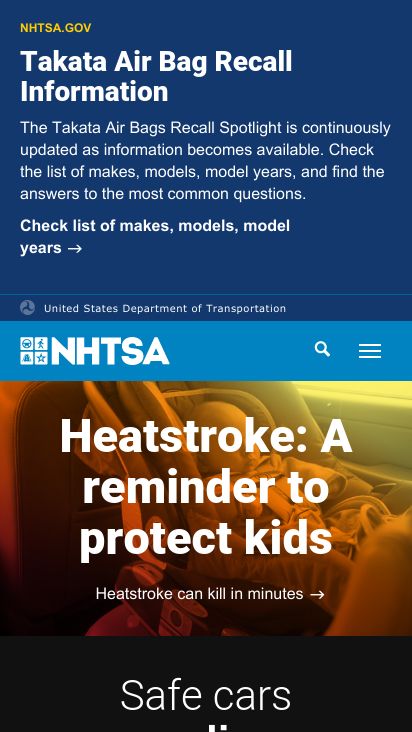 NHTSA.GOV
Takata Air Bag Recall
Information
The Takata Air Bags Recall Spotlight is continuously
updated as information becomes available. Check
the list of makes, models, model years, and find the
answers to the most common questions.
Check list of makes, models, model
years →
United States Department of Transportation
NHTSA
Heatstroke: A
reminder to
protect kids
Heatstroke can kill in minutes →
Safe cars